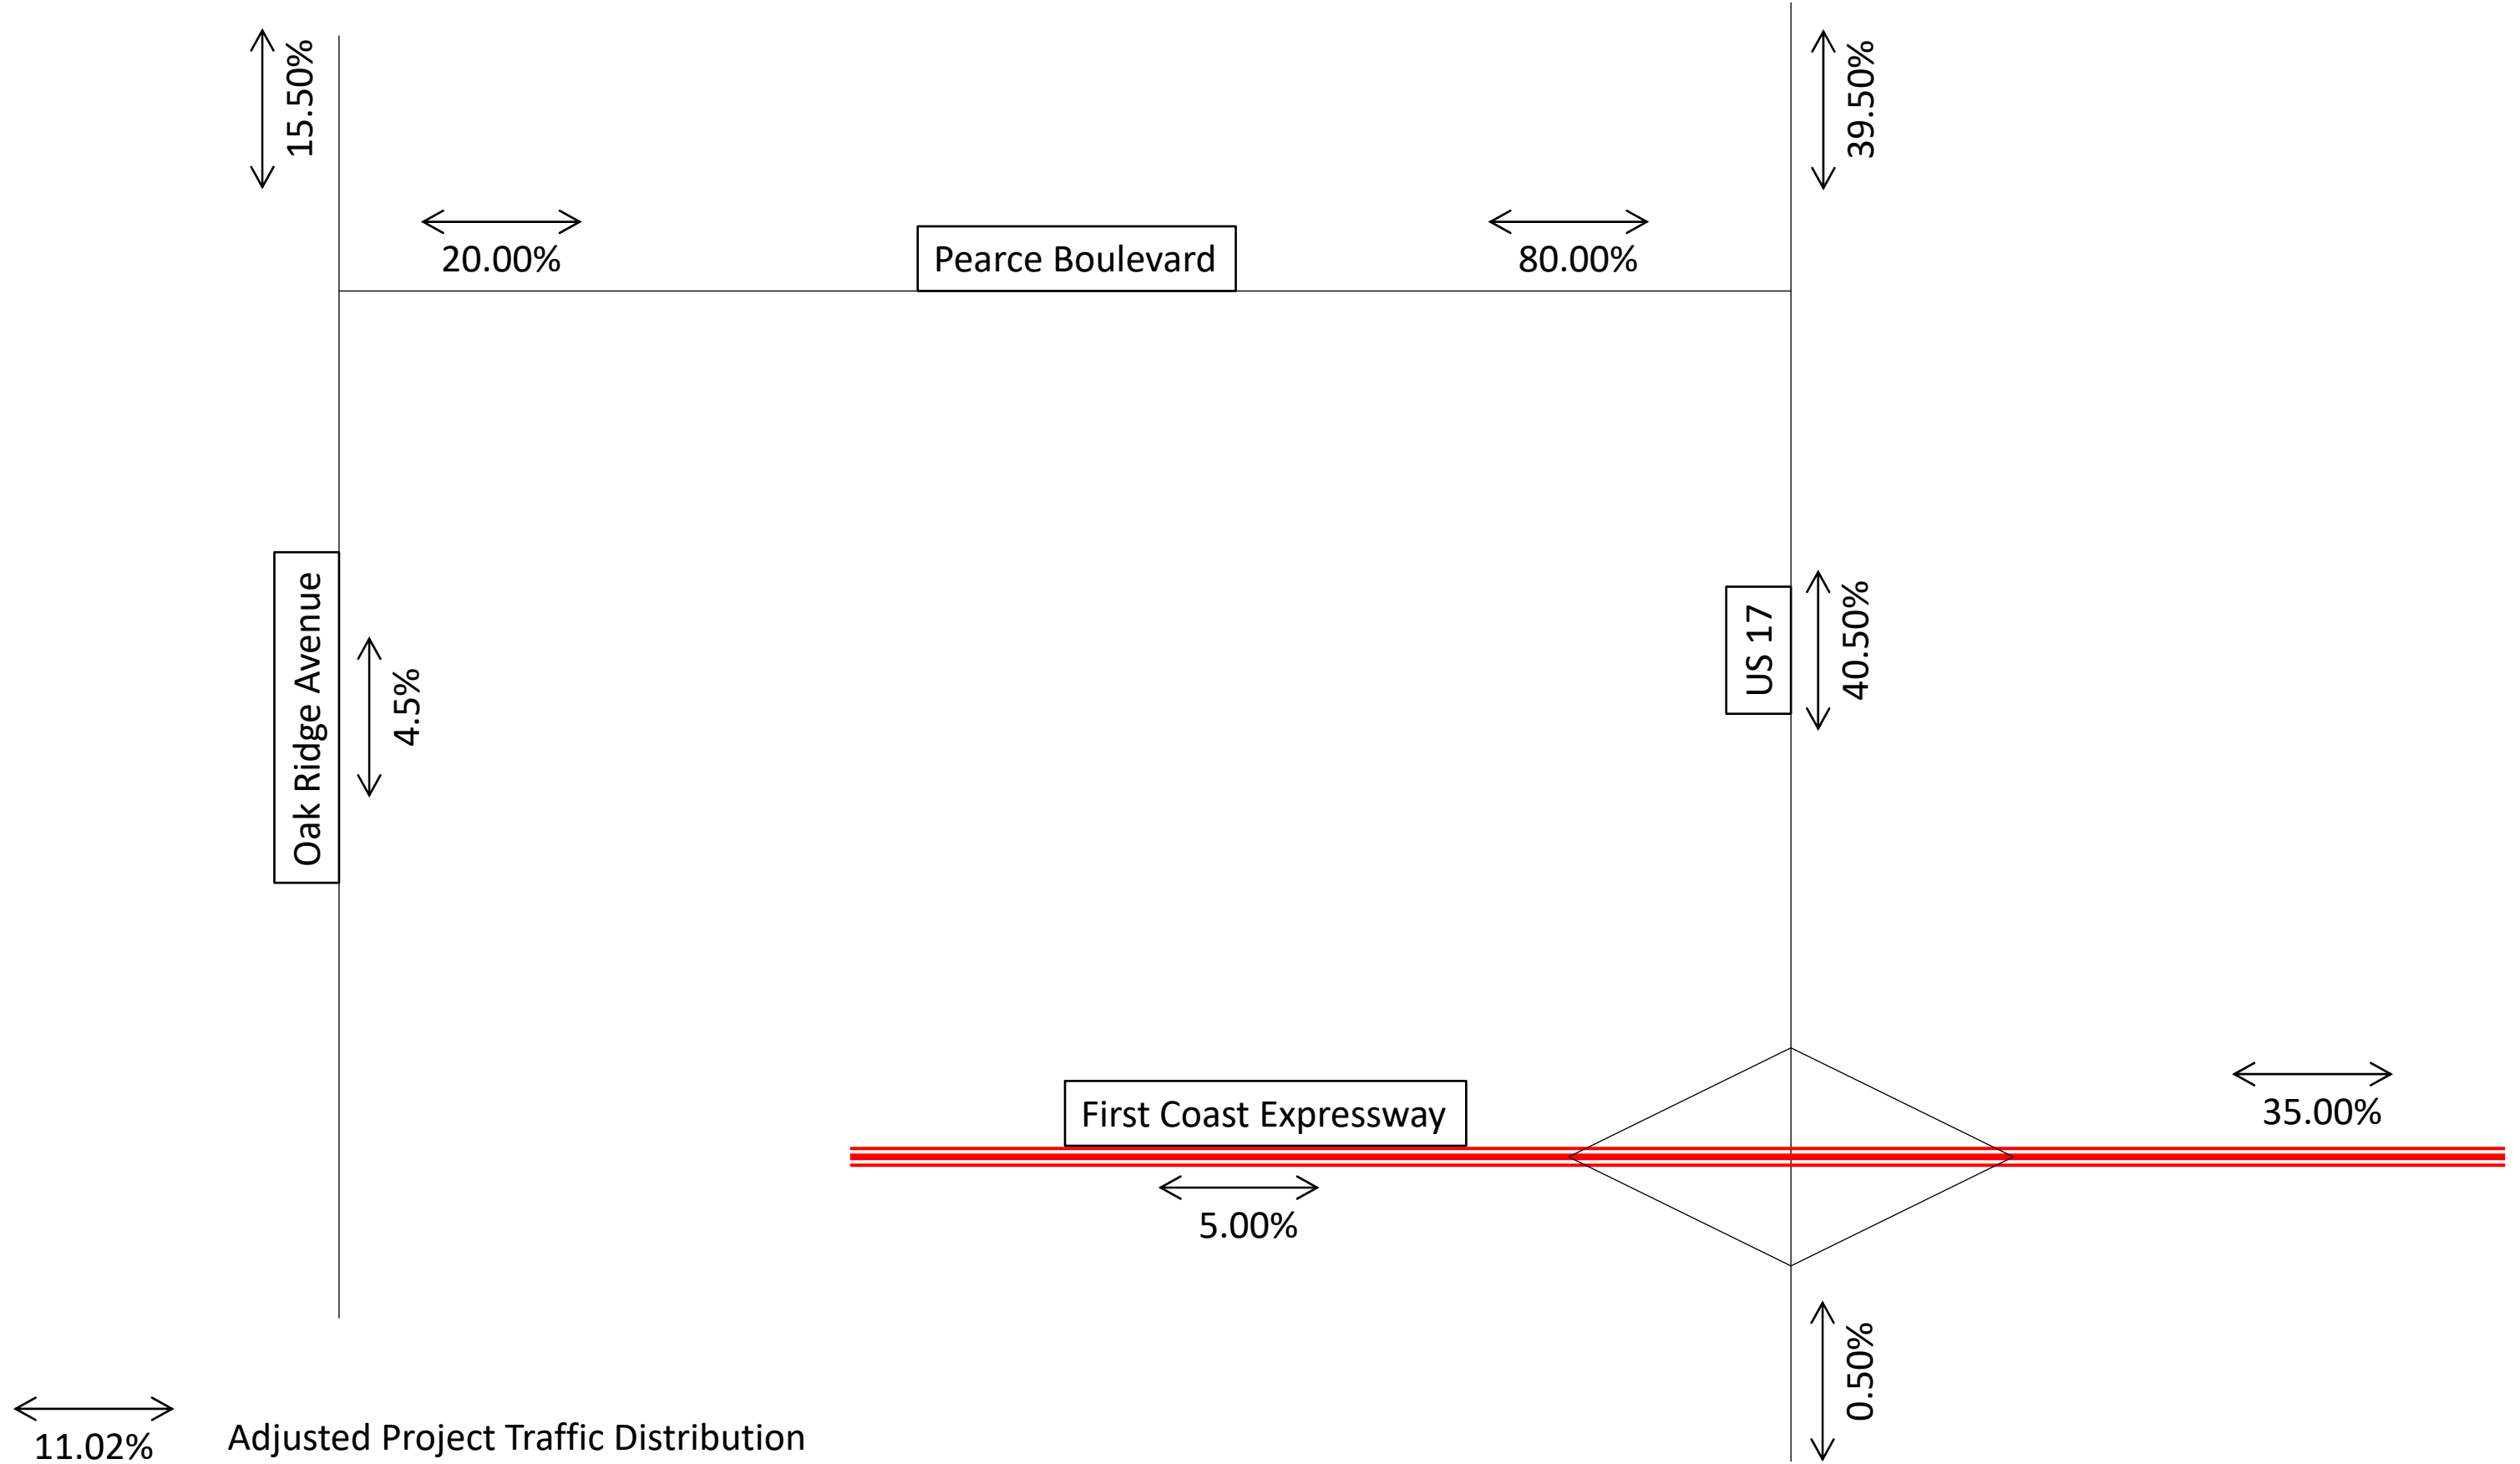 15.50%
39.50%
20.00%
Pearce Boulevard
80.00%
Oak Ridge Avenue
4.5%
US 17
40.50%
First Coast Expressway
35.00%
5.00%
0.50%
11.02%
Adjusted Project Traffic Distribution